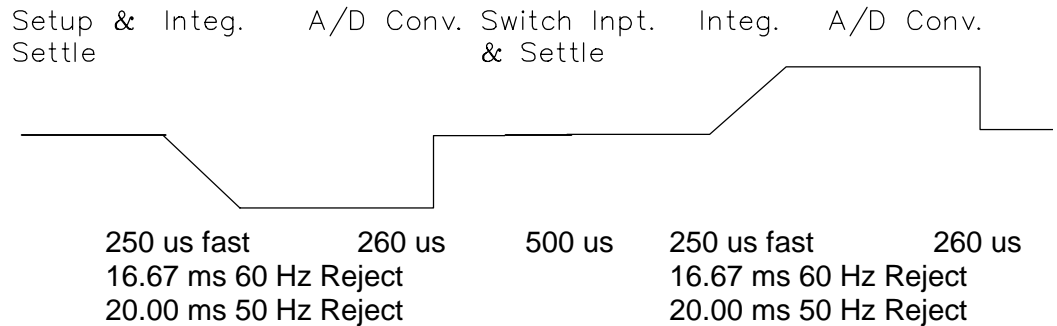 Setup & Integ. A/D Conv. Switch Inpt. Integ. A/D Conv.
Settle & Settle
250 us fast 260 us 500 us 250 us fast 260 us
16.67 ms 60 Hz Reject 16.67 ms 60 Hz Reject
20.00 ms 50 Hz Reject 20.00 ms 50 Hz Reject